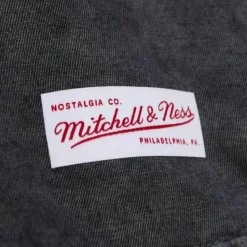 NOSTALGIA CO.
Mitchell & Ness
PHILADELPHIA, PA.